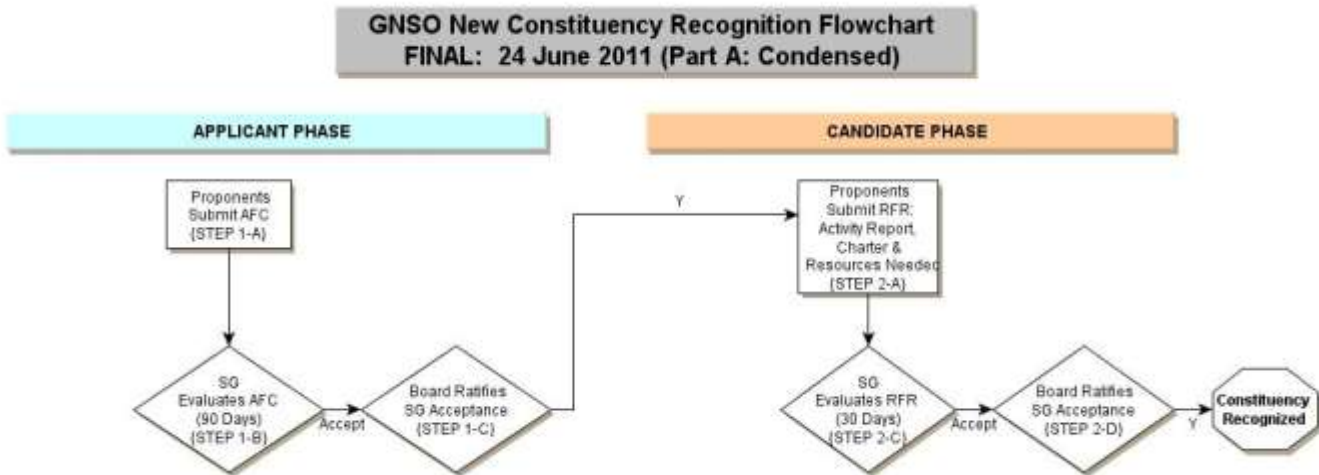 GNSO New Constituency Recognition Flowchart
FINAL: 24 June 2011 (Part A: Condensed)
APPLICANT PHASE
CANDIDATE PHASE
Proponents
Submit AFC
{STEP 1-A}
Y
Proponents
Submit RFR:
Activity Report,
Charter &
Resources Needed
{STEP 2-A}
SG
Evaluates AFC
(90 Days)
{STEP 1-B}
Accept
Board Ratifies
SG Acceptance
{STEP 1-C}
SG
Evaluates RFR
(30 Days)
{STEP 2-C}
Accept
Board Ratifies
SG Acceptance
{STEP 2-D}
Y
Constituency
Recognized